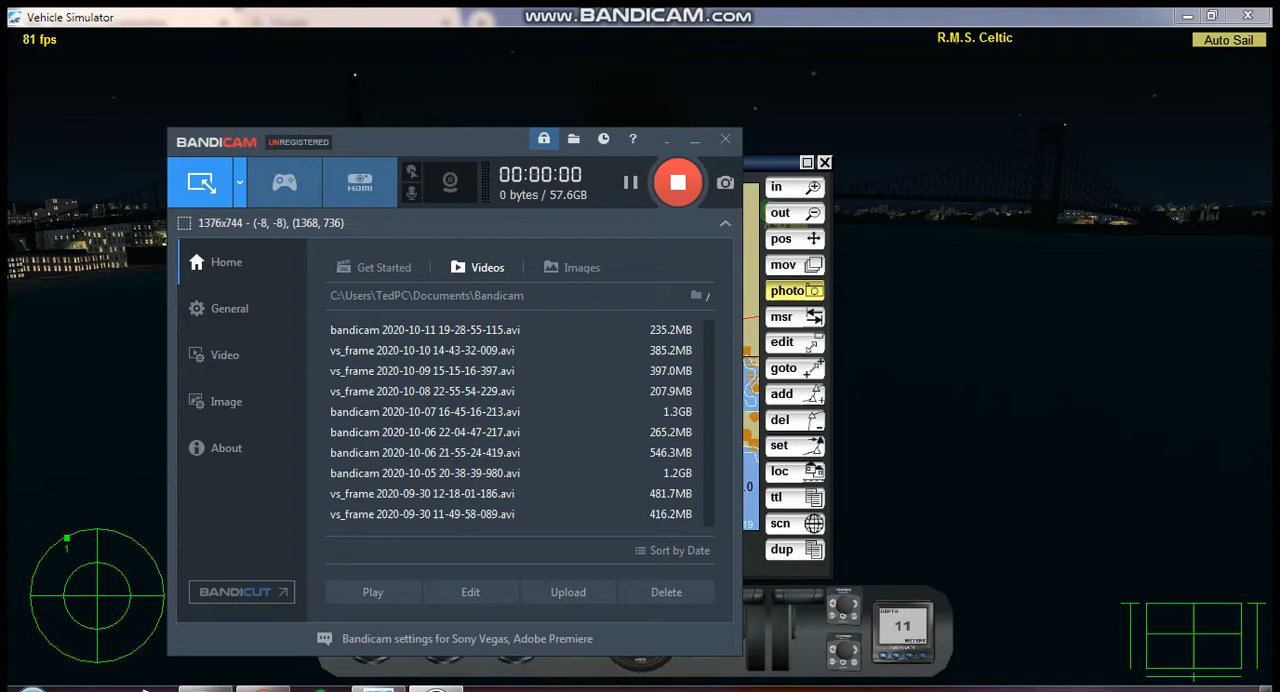 Vehicle Simulator
www.BANDICAM.com
81 fps
R.M.S. Celtic
Auto Sail
BANDICAM UNREGISTERED
?
HDMI
00:00:00
0 bytes / 57.6GB
1376x744 - (-8, -8), (1368, 736)
Home
General
Video
Image
About
BANDICUT
Get Started
Videos
Images
C:\Users\TedPC\Documents\Bandicam
/
bandicam 2020-10-11 19-28-55-115.avi 235.2MB
vs_frame 2020-10-10 14-43-32-009.avi 385.2MB
vs_frame 2020-10-09 15-15-16-397.avi 397.0MB
vs_frame 2020-10-08 22-55-54-229.avi 207.9MB
bandicam 2020-10-07 16-45-16-213.avi 1.3GB
bandicam 2020-10-06 22-04-47-217.avi 265.2MB
bandicam 2020-10-06 21-55-24-419.avi 546.3MB
bandicam 2020-10-05 20-38-39-980.avi 1.2GB
vs_frame 2020-09-30 12-18-01-186.avi 481.7MB
vs_frame 2020-09-30 11-49-58-089.avi 416.2MB
Sort by Date
Play Edit Upload Delete
Bandicam settings for Sony Vegas, Adobe Premiere
in
out
pos
mov
photo
msr
edit
goto
add
del
set
loc
ttl
scn
dup
.0
19
1
DEPTH
11
METERS